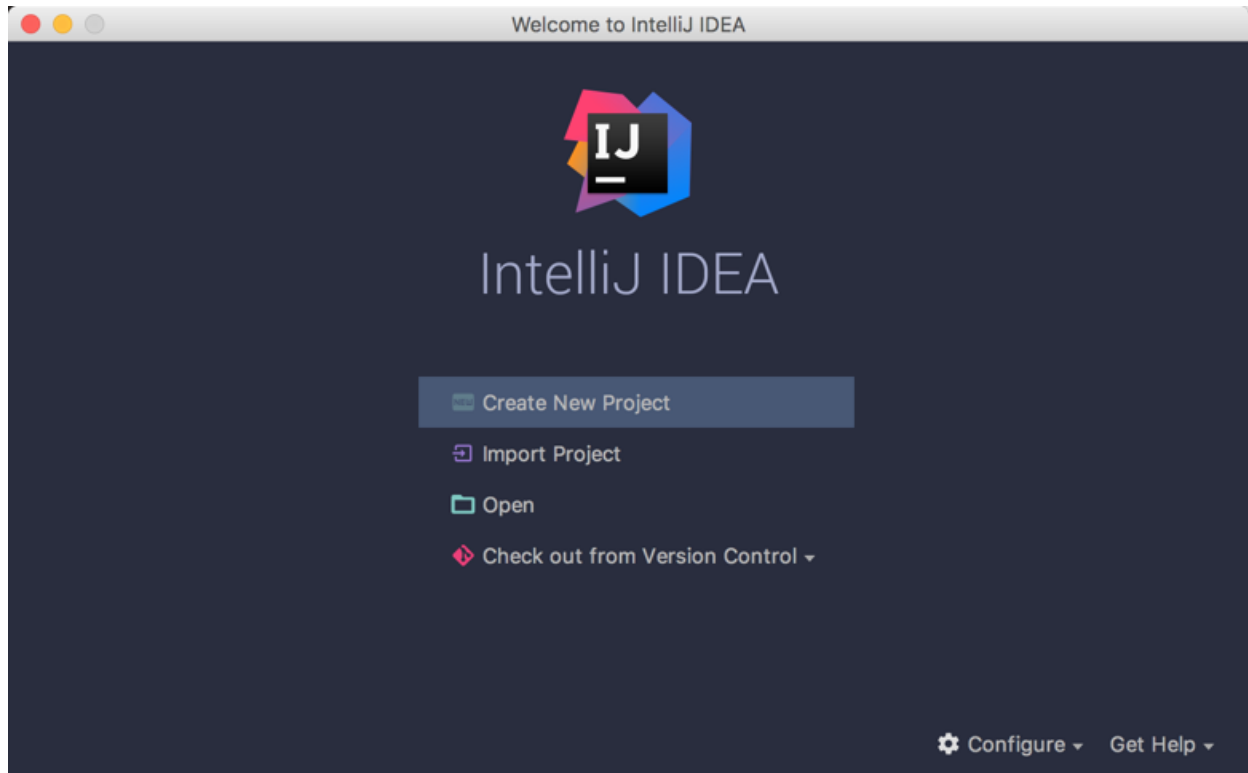 Welcome to IntelliJ IDEA
IJ
IntelliJ IDEA
NEW Create New Project
Import Project
Open
Check out from Version Control
Configure Get Help